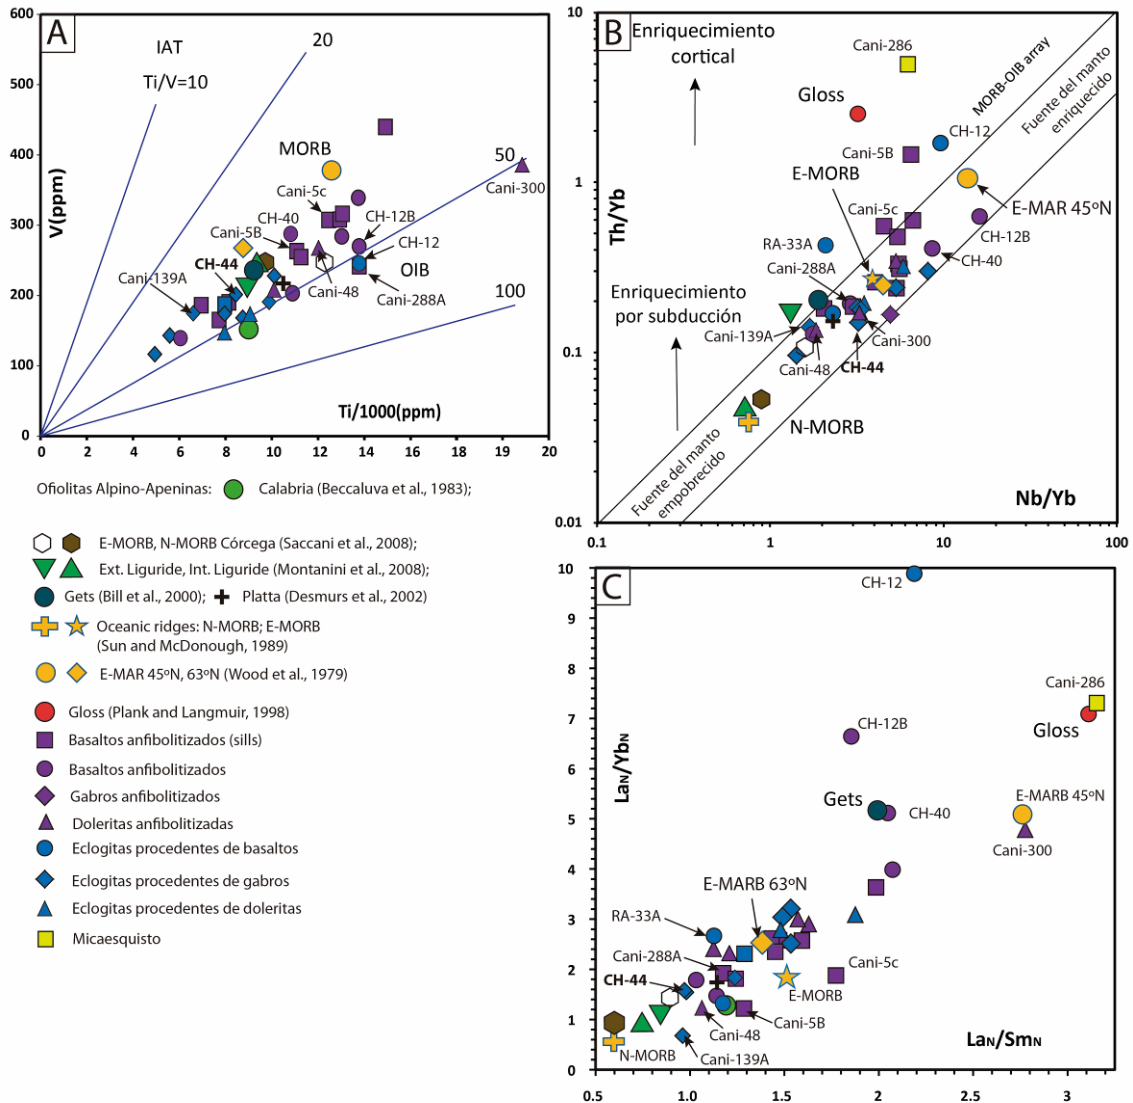 A
600
500
400
300
200
100
0
V(ppm)
IAT
Ti/V=10
20
50
100
MORB
OIB
Cani-300
Cani-5c
CH-40
CH-12B
Cani-5B
CH-12
CH-44
Cani-139A
Cani-48
Cani-288A
Ti/1000(ppm)
0 2 4 6 8 10 12 14 16 18 20
B
10
1
0.1
0.01
Th/Yb
Enriquecimiento
cortical
Cani-286
Gloss
MORB-OIB array
Fuente del manto
enriquecido
CH-12
Cani-5B
E-MORB
E-MAR 45ºN
Cani-5c
CH-12B
RA-33A
CH-40
Cani-288A
Enriquecimiento
por subducción
Cani-139A
Cani-300
Cani-48
CH-44
N-MORB
Fuente del manto
empobrecido
Nb/Yb
0.1 1 10 100
Ofiolitas Alpino-Apeninas: Calabria (Beccaluva et al., 1983);
E-MORB, N-MORB Córcega (Saccani et al., 2008);
Ext. Liguride, Int. Liguride (Montanini et al., 2008);
Gets (Bill et al., 2000); Platta (Desmurs et al., 2002)
Oceanic ridges: N-MORB; E-MORB
(Sun and McDonough, 1989)
E-MAR 45ºN, 63ºN (Wood et al., 1979)
Gloss (Plank and Langmuir, 1998)
Basaltos anfibolitizados (sills)
Basaltos anfibolitizados
Gabros anfibolitizados
Doleritas anfibolitizadas
Eclogitas procedentes de basaltos
Eclogitas procedentes de gabros
Eclogitas procedentes de doleritas
Micaesquisto
C
10
9
8
7
6
5
4
3
2
1
0
LaN/YbN
CH-12
Cani-286
Gloss
CH-12B
Gets
CH-40
E-MARB 45ºN
Cani-300
E-MARB 63ºN
RA-33A
Cani-288A
CH-44
Cani-5c
E-MORB
Cani-5B
Cani-48
N-MORB
Cani-139A
LaN/SmN
0.5 1.0 1.5 2 2.5 3